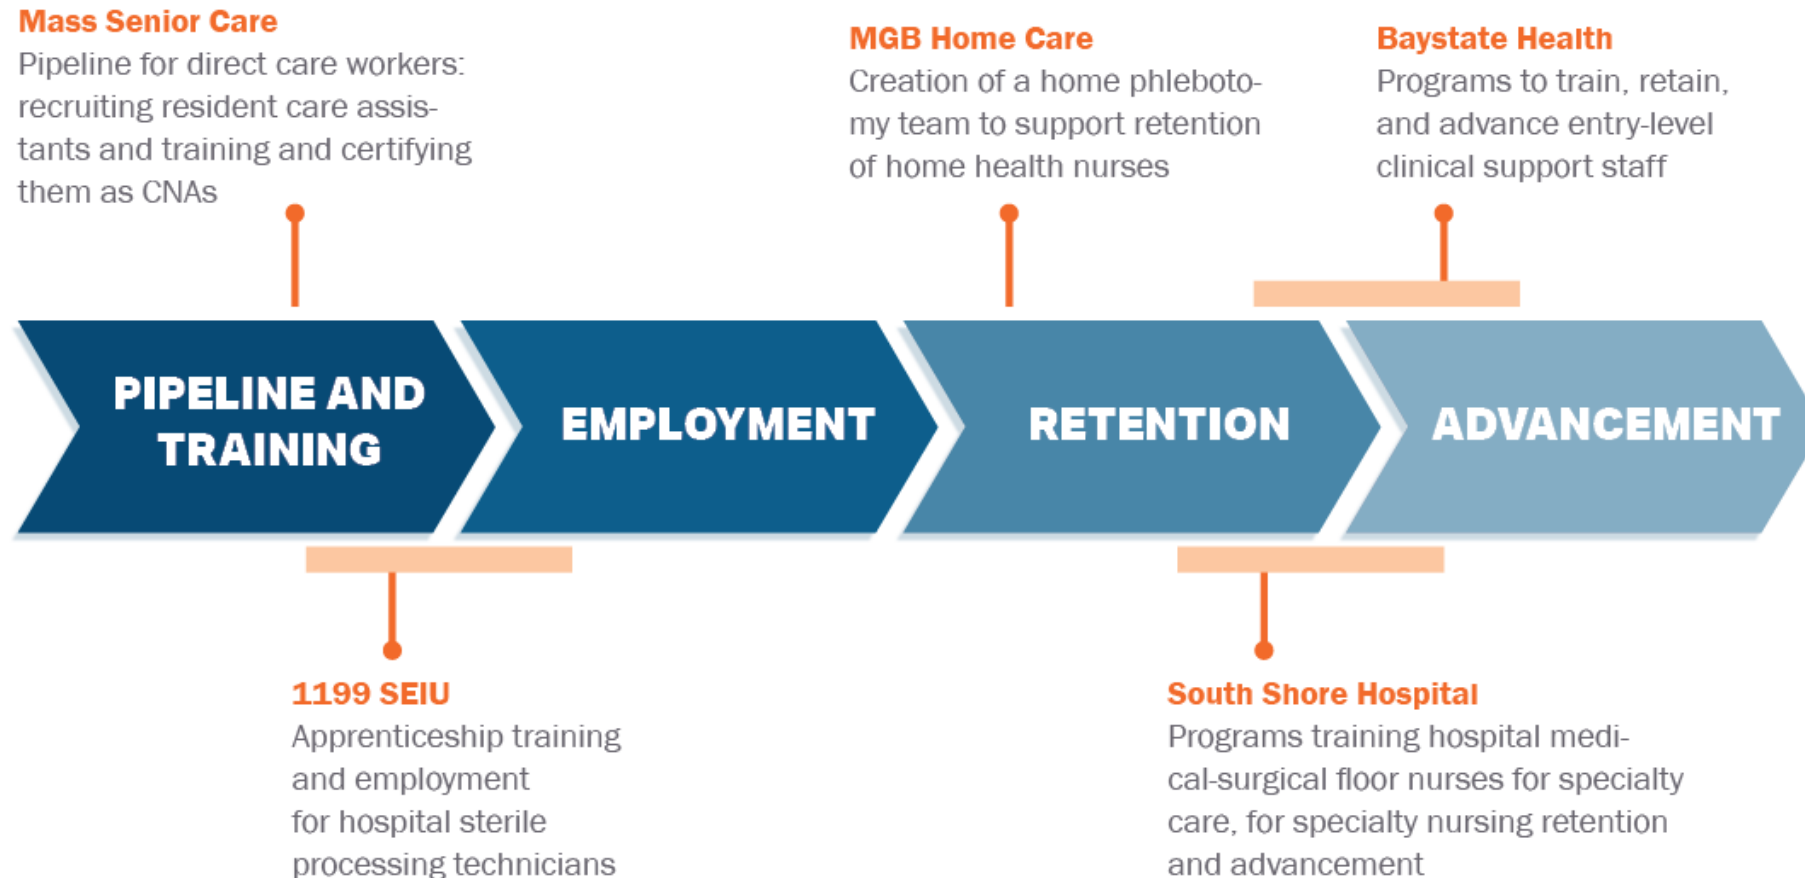 Mass Senior Care
Pipeline for direct care workers:
recruiting resident care assis-
tants and training and certifying
them as CNAs
MGB Home Care
Creation of a home phleboto-
my team to support retention
of home health nurses
Baystate Health
Programs to train, retain,
and advance entry-level
clinical support staff
PIPELINE AND
TRAINING
EMPLOYMENT
RETENTION
ADVANCEMENT
1199 SEIU
Apprenticeship training
and employment
for hospital sterile
processing technicians
South Shore Hospital
Programs training hospital medi-
cal-surgical floor nurses for specialty
care, for specialty nursing retention
and advancement